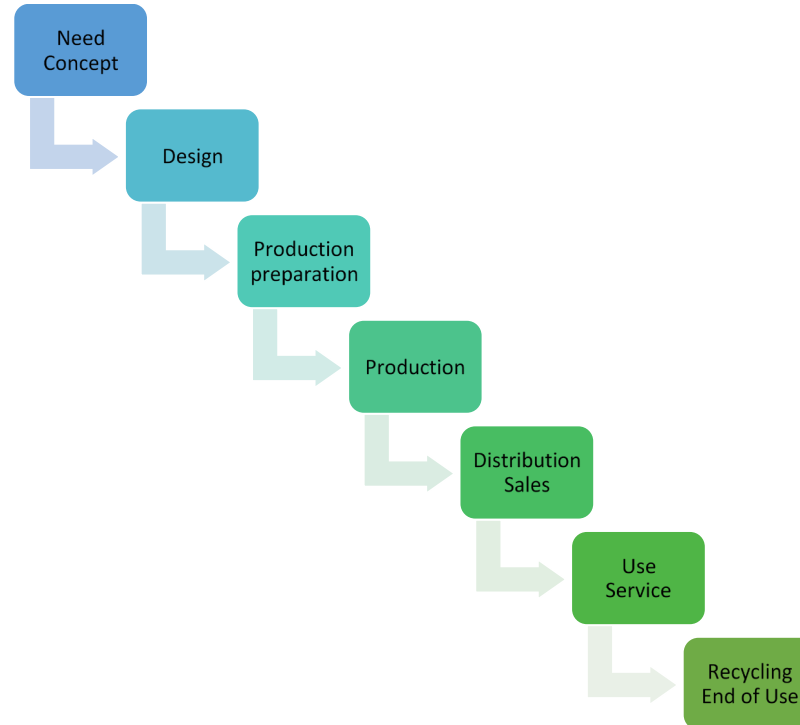 Need
Concept
Design
Production
preparation
Production
Distribution
Sales
Use
Service
Recycling
End of Use